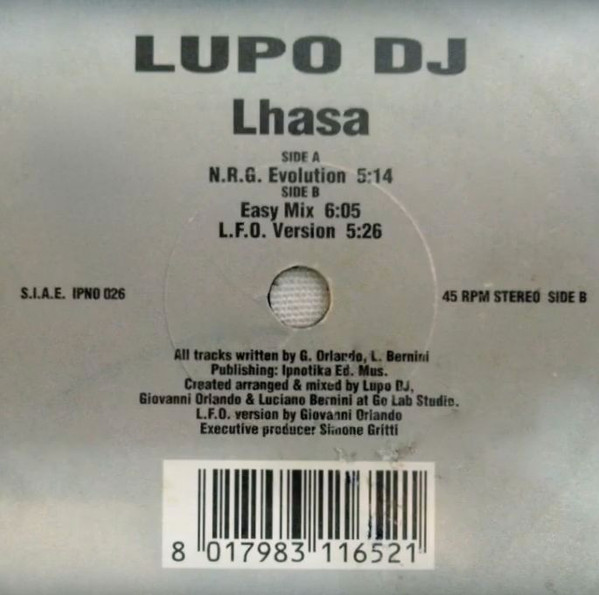 LUPO DJ
Lhasa
SIDE A
N.R.G. Evolution 5:14
SIDE B
Easy Mix 6:05
L.F.O. Version 5:26
S.I.A.E. IPNO 026
45 RPM STEREO SIDE B
All tracks written by G. Orlando, L. Bernini
Publishing: Ipnotika Ed. Mus.
Created arranged & mixed by Lupo DJ,
Giovanni Orlando & Luciano Bernini at Go Lab Studio.
L.F.O. version by Giovanni Orlando
Executive producer Simone Gritti
8 017983 116521